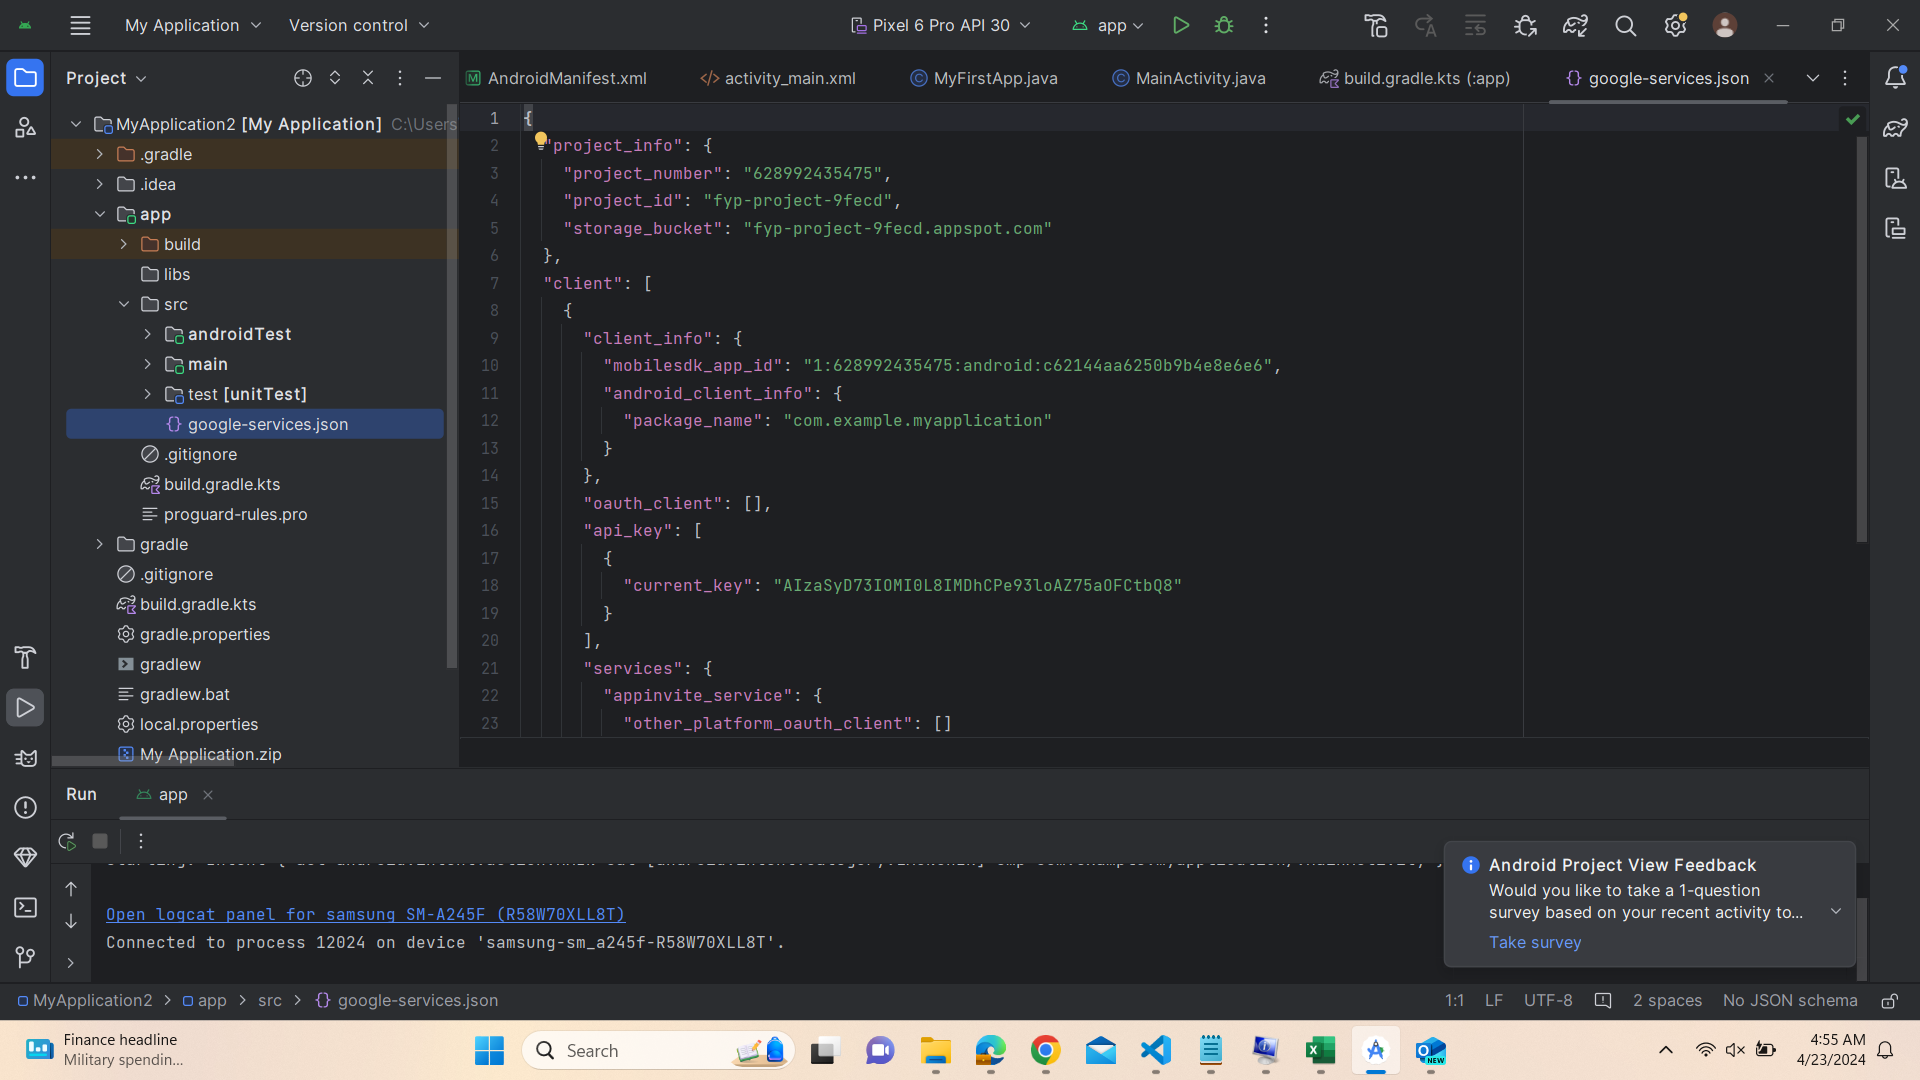 My Application
Version control
Pixel 6 Pro API 30
app
Project
AndroidManifest.xml
activity_main.xml
MyFirstApp.java
MainActivity.java
build.gradle.kts (:app)
google-services.json
MyApplication2 [My Application] C:\Users
.gradle
.idea
app
build
libs
src
androidTest
main
test [unitTest]
google-services.json
.gitignore
build.gradle.kts
proguard-rules.pro
gradle
.gitignore
build.gradle.kts
gradle.properties
gradlew
gradlew.bat
local.properties
My Application.zip
1 {
2 "project_info": {
3 "project_number": "628992435475",
4 "project_id": "fyp-project-9fecd",
5 "storage_bucket": "fyp-project-9fecd.appspot.com"
6 },
7 "client": [
8 {
9 "client_info": {
10 "mobilesdk_app_id": "1:628992435475:android:c62144aa6250b9b4e8e6e6",
11 "android_client_info": {
12 "package_name": "com.example.myapplication"
13 }
14 },
15 "oauth_client": [],
16 "api_key": [
17 {
18 "current_key": "AIzaSyD73IOMI0L8IMDhCPe93loAZ75aOFCtbQ8"
19 }
20 ],
21 "services": {
22 "appinvite_service": {
23 "other_platform_oauth_client": []
Run
app
Open logcat panel for samsung SM-A245F (R58W70XLL8T)
Connected to process 12024 on device 'samsung-sm_a245f-R58W70XLL8T'.
Android Project View Feedback
Would you like to take a 1-question
survey based on your recent activity to...
Take survey
MyApplication2 > app > src > google-services.json
1:1 LF UTF-8 2 spaces No JSON schema
Finance headline
Military spendin...
Search
NEW
4:55 AM
4/23/2024